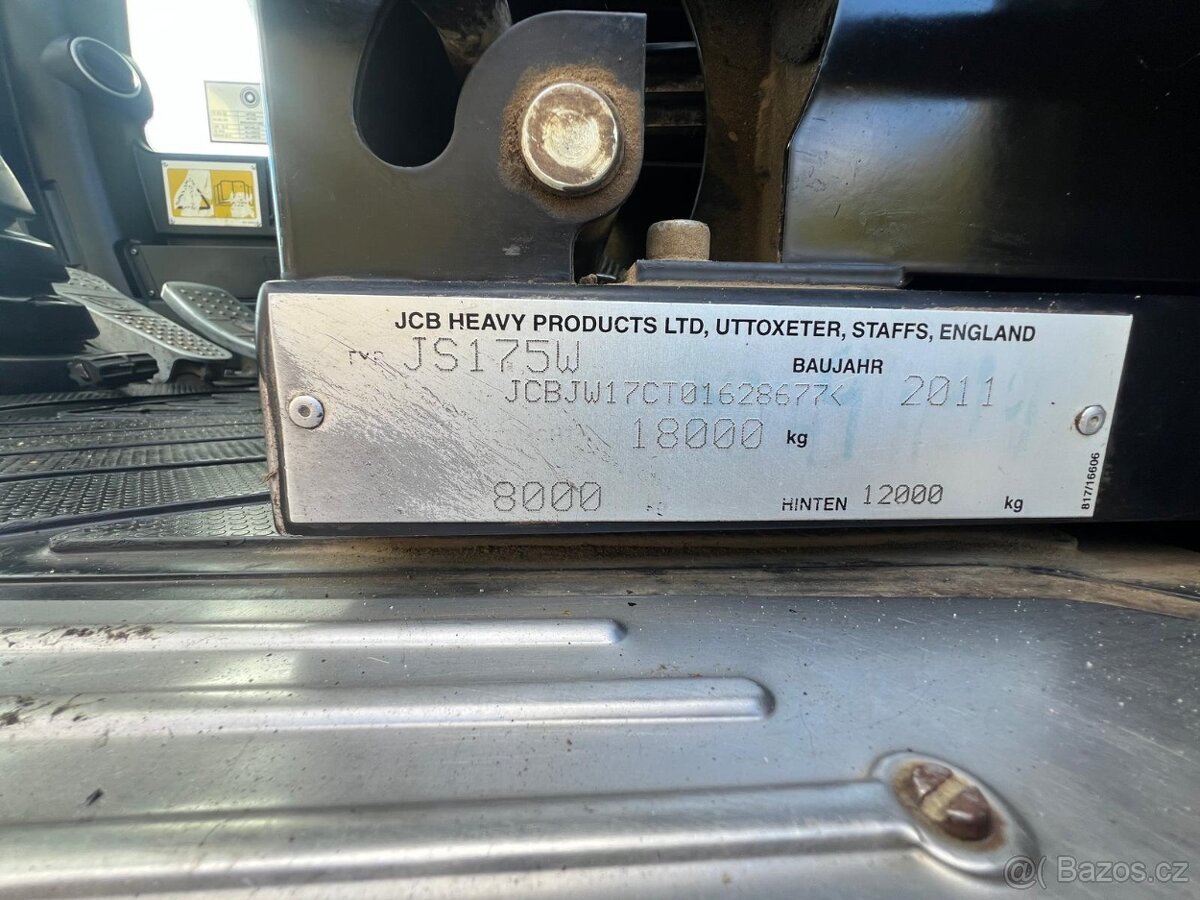 JCB HEAVY PRODUCTS LTD, UTTOXETER, STAFFS, ENGLAND
JS175W BAUJAHR
JCBJW17CT01628677< 2011
18000 kg
8000 HINTEN 12000 kg
817/16606
@( Bazos.cz